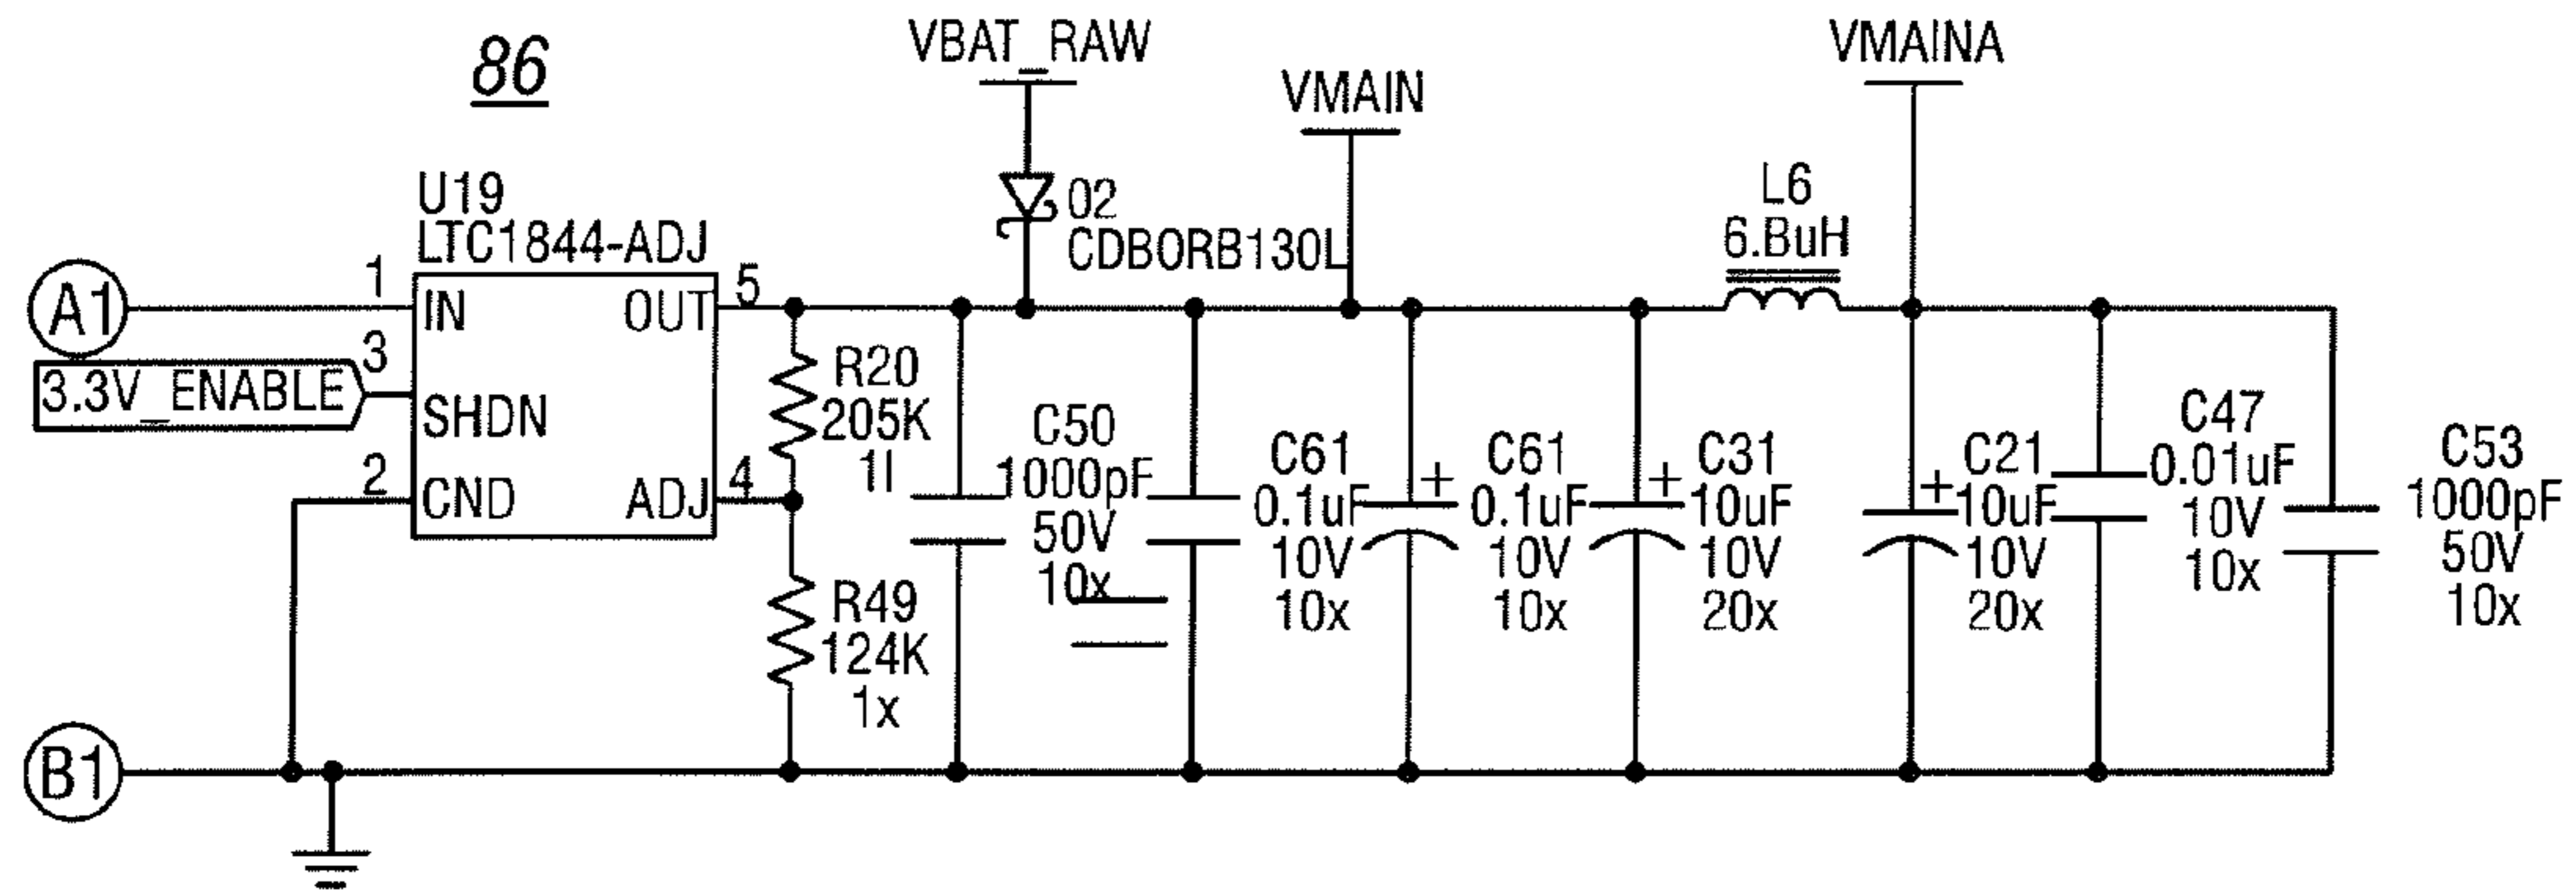 86
VBAT_RAW
VMAIN
VMAINA
U19
LTC1844-ADJ
02
CDBORB130L
L6
6.BuH
A1
1
IN
OUT
5
3.3V_ENABLE
3
SHDN
2
CND
ADJ
4
R20
205K
1I
R49
124K
1x
C50
1000pF
50V
10x
C61
0.1uF
10V
10x
+
C61
0.1uF
10V
10x
+
C31
10uF
10V
20x
+
C21
10uF
10V
20x
C47
0.01uF
10V
10x
C53
1000pF
50V
10x
B1